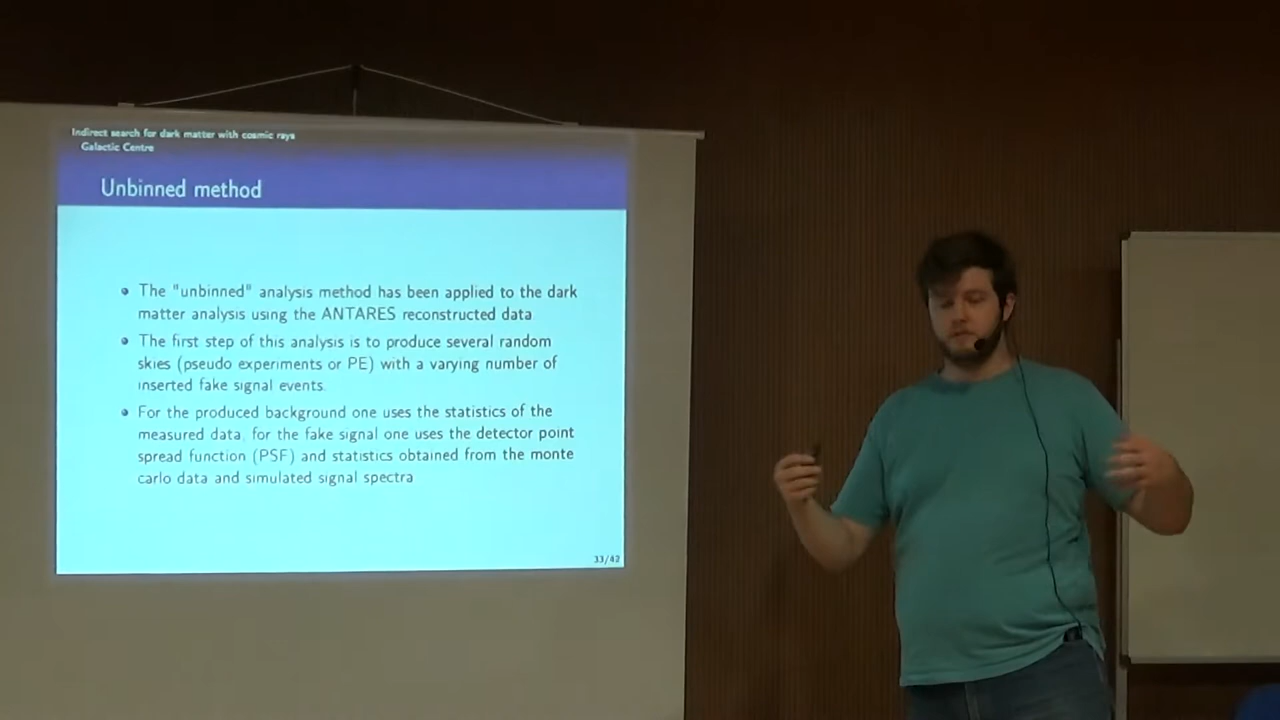 Indirect search for dark matter with cosmic rays
Galactic Centre
Unbinned method
The "unbinned" analysis method has been applied to the dark
matter analysis using the ANTARES reconstructed data
The first step of this analysis is to produce several random
skies (pseudo experiments or PE) with a varying number of
inserted fake signal events.
For the produced background one uses the statistics of the
measured data, for the fake signal one uses the detector point
spread function (PSF) and statistics obtained from the monte
carlo data and simulated signal spectra
33/42